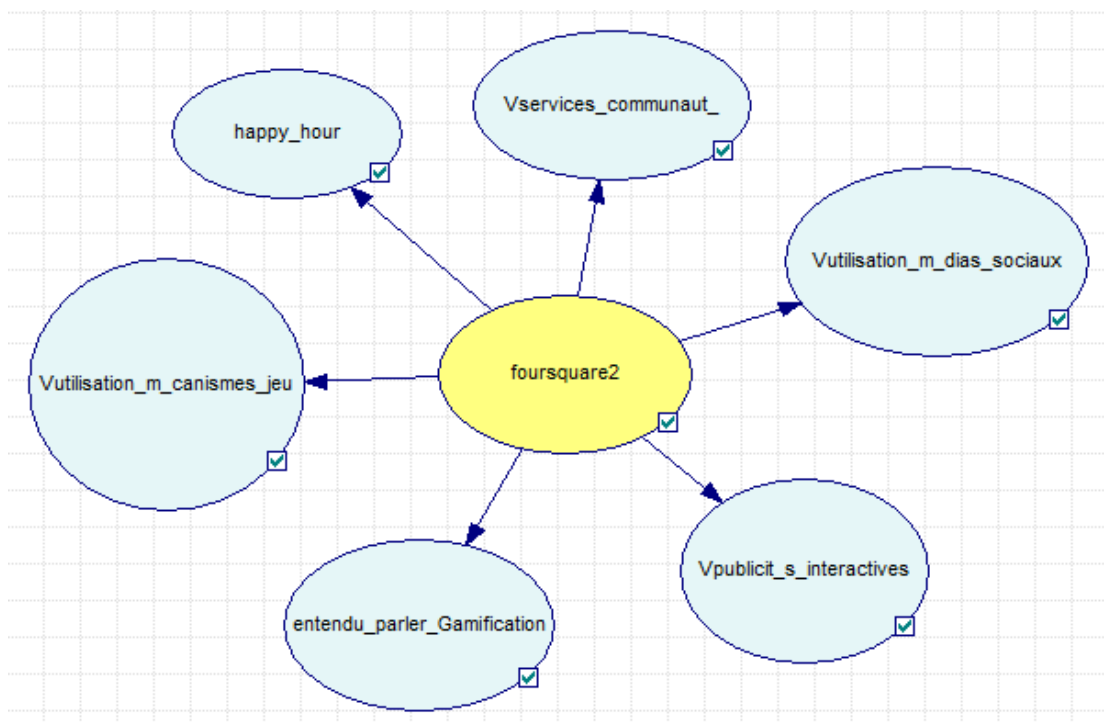 Vservices_communaut_
happy_hour
Vutilisation_m_dias_sociaux
foursquare2
Vutilisation_m_canismes_jeu
Vpublicit_s_interactives
entendu_parler_Gamification